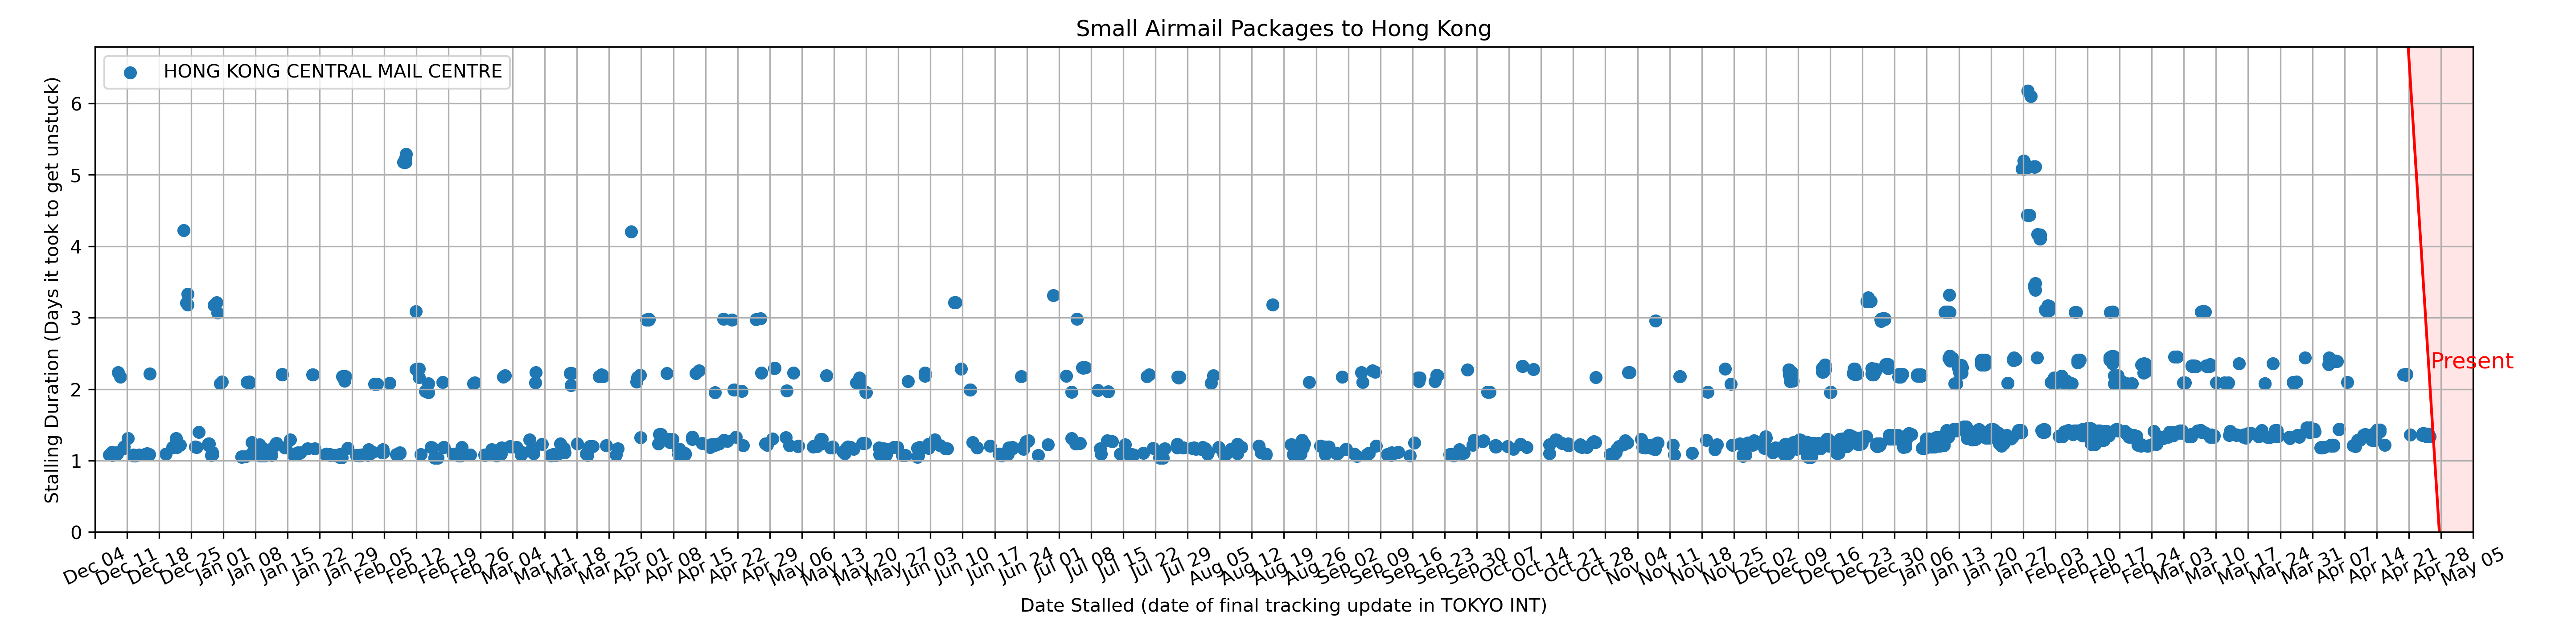 Small Airmail Packages to Hong Kong
HONG KONG CENTRAL MAIL CENTRE
Stalling Duration (Days it took to get unstuck)
6
5
4
3
2
1
0
Present
Dec 04 Dec 11 Dec 18 Dec 25 Jan 01 Jan 08 Jan 15 Jan 22 Jan 29 Feb 05 Feb 12 Feb 19 Feb 26 Mar 04 Mar 11 Mar 18 Mar 25 Apr 01 Apr 08 Apr 15 Apr 22 Apr 29 May 06 May 13 May 20 May 27 Jun 03 Jun 10 Jun 17 Jun 24 Jul 01 Jul 08 Jul 15 Jul 22 Jul 29 Aug 05 Aug 12 Aug 19 Aug 26 Sep 02 Sep 09 Sep 16 Sep 23 Sep 30 Oct 07 Oct 14 Oct 21 Oct 28 Nov 04 Nov 11 Nov 18 Nov 25 Dec 02 Dec 09 Dec 16 Dec 23 Dec 30 Jan 06 Jan 13 Jan 20 Jan 27 Feb 03 Feb 10 Feb 17 Feb 24 Mar 03 Mar 10 Mar 17 Mar 24 Mar 31 Apr 07 Apr 14 Apr 21 Apr 28 May 05
Date Stalled (date of final tracking update in TOKYO INT)